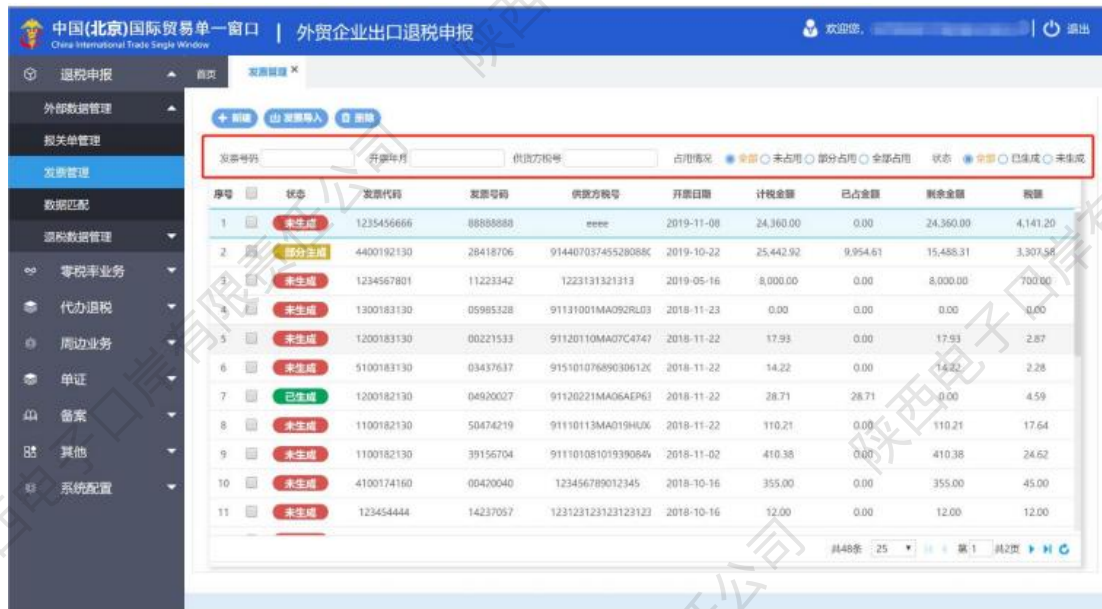 中国(北京)国际贸易单一窗口 | 外贸企业出口退税申报 欢迎您, 退出
China International Trade Single Window
退税申报 首页 发票管理 ×
外部数据管理
报关单管理
发票管理
数据匹配
退税数据管理
零税率业务
代办退税
周边业务
单证
备案
其他
系统配置
+ 新建 发票导入 删除
发票号码 开票年月 供货方税号 占用情况 全部 未占用 部分占用 全部占用 状态 全部 已生成 未生成
序号 状态 发票代码 发票号码 供货方税号 开票日期 计税金额 已占金额 剩余金额 税额
1 未生成 1235456666 88888888 eeee 2019-11-08 24,360.00 0.00 24,360.00 4,141.20
2 部分生成 4400192130 28418706 2019-10-22 25,442.92 9,954.61 15,488.31 3,307.58
3 未生成 1234567801 11223342 1223131321313 2019-05-16 8,000.00 0.00 8,000.00 700.00
4 未生成 1300183130 05985328 91131001MA092RL03 2018-11-23 0.00 0.00 0.00 0.00
5 未生成 1200183130 00221533 91120110MA07C4747 2018-11-22 17.93 0.00 17.93 2.87
6 未生成 5100183130 03437637 2018-11-22 14.22 0.00 14.22 2.28
7 已生成 1200182130 04920027 91120221MA06AEP63 2018-11-22 28.71 28.71 0.00 4.59
8 未生成 1100182130 50474219 2018-11-22 110.21 0.00 110.21 17.64
9 未生成 1100182130 39156704 2018-11-02 410.38 0.00 410.38 24.62
10 未生成 4100174160 00420040 123456789012345 2018-10-16 355.00 0.00 355.00 45.00
11 未生成 123454444 14237057 123123123123123123 2018-10-16 12.00 0.00 12.00 12.00
共48条 25 第 1 共2页